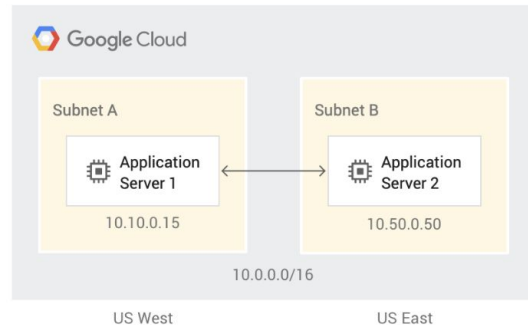 Google Cloud
Subnet A
Subnet B
Application
Server 1
Application
Server 2
10.10.0.15
10.50.0.50
10.0.0.0/16
US West
US East